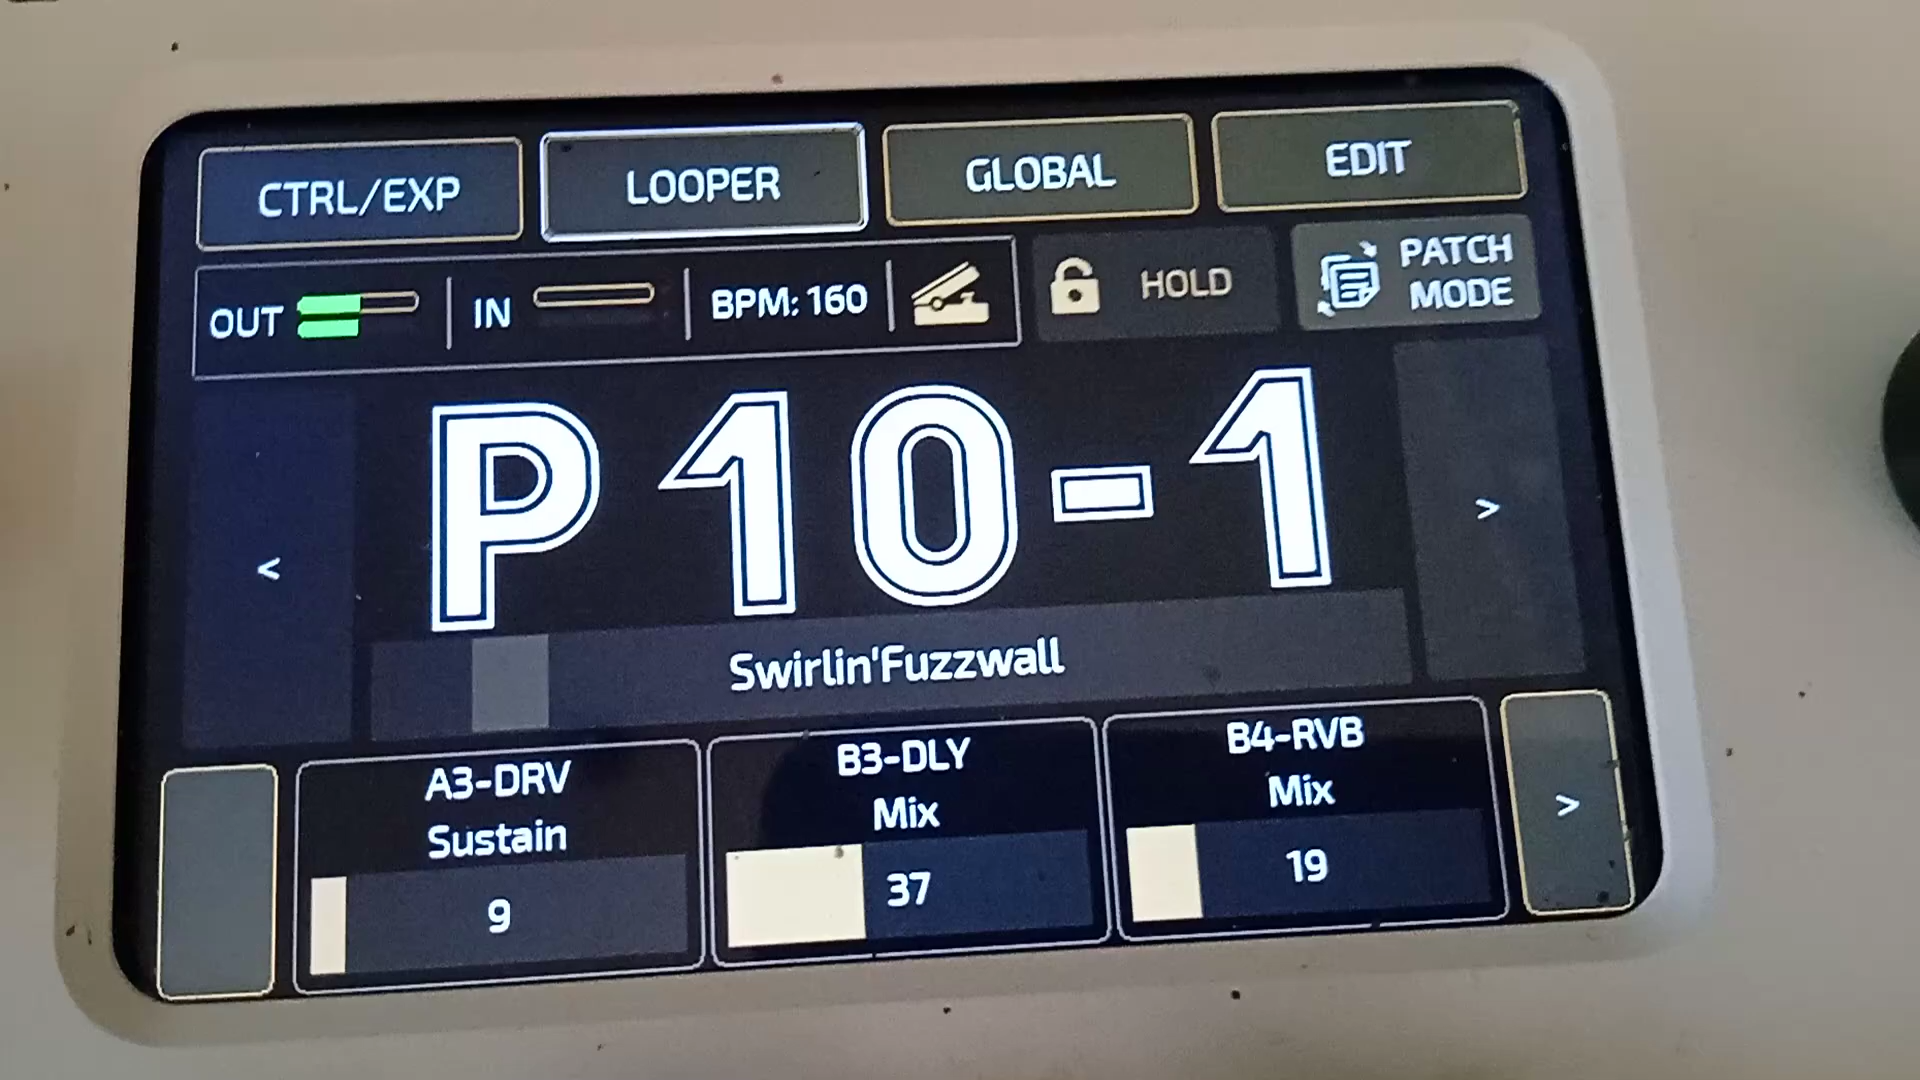 CTRL/EXP
LOOPER
GLOBAL
EDIT
OUT
IN
BPM: 160
HOLD
PATCH
MODE
P10-1
<
>
Swirlin'Fuzzwall
A3-DRV
Sustain
9
B3-DLY
Mix
37
B4-RVB
Mix
19
>